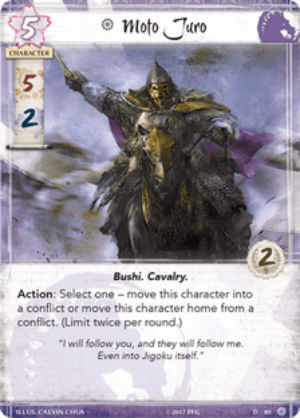 5
Moto Juro
CHARACTER
5
2
2
Bushi. Cavalry.
Action: Select one – move this character into
a conflict or move this character home from a
conflict. (Limit twice per round.)
"I will follow you, and they will follow me.
Even into Jigoku itself."
ILLUS. CALVIN CHUA
© 2017 FFG
D